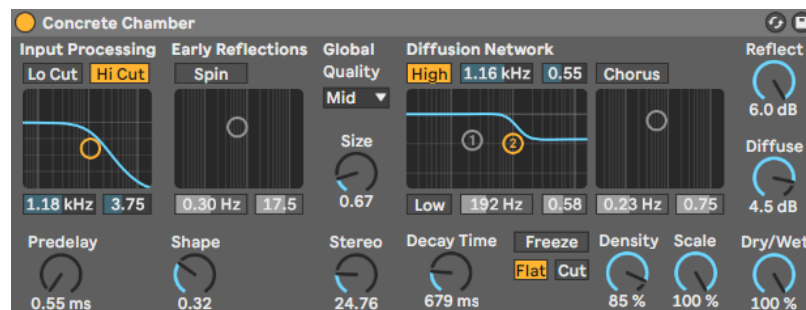 Concrete Chamber
Input Processing Early Reflections Global Diffusion Network Reflect
Lo Cut Hi Cut Spin Quality High 1.16 kHz 0.55 Chorus
Mid
6.0 dB
1 2
Size Diffuse
1.18 kHz 3.75 0.30 Hz 17.5 0.67 Low 192 Hz 0.58 0.23 Hz 0.75 4.5 dB
Predelay Shape Stereo Decay Time Freeze Density Scale Dry/Wet
Flat Cut
0.55 ms 0.32 24.76 679 ms 85 % 100 % 100 %